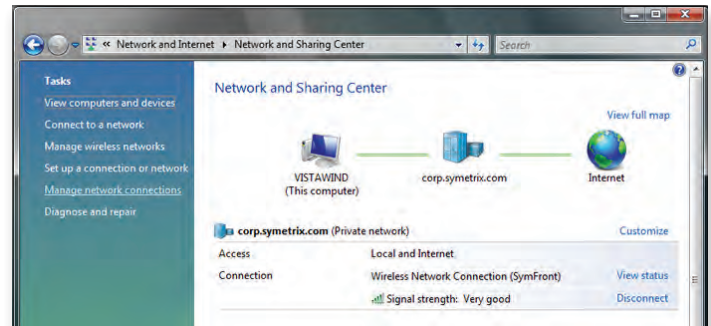 « Network and Internet ▸ Network and Sharing Center
Search
Tasks
View computers and devices
Connect to a network
Manage wireless networks
Set up a connection or network
Manage network connections
Diagnose and repair
Network and Sharing Center
View full map
VISTAWIND
(This computer)
corp.symetrix.com
Internet
corp.symetrix.com (Private network)
Customize
Access Local and Internet
Connection Wireless Network Connection (SymFront) View status
Signal strength: Very good Disconnect